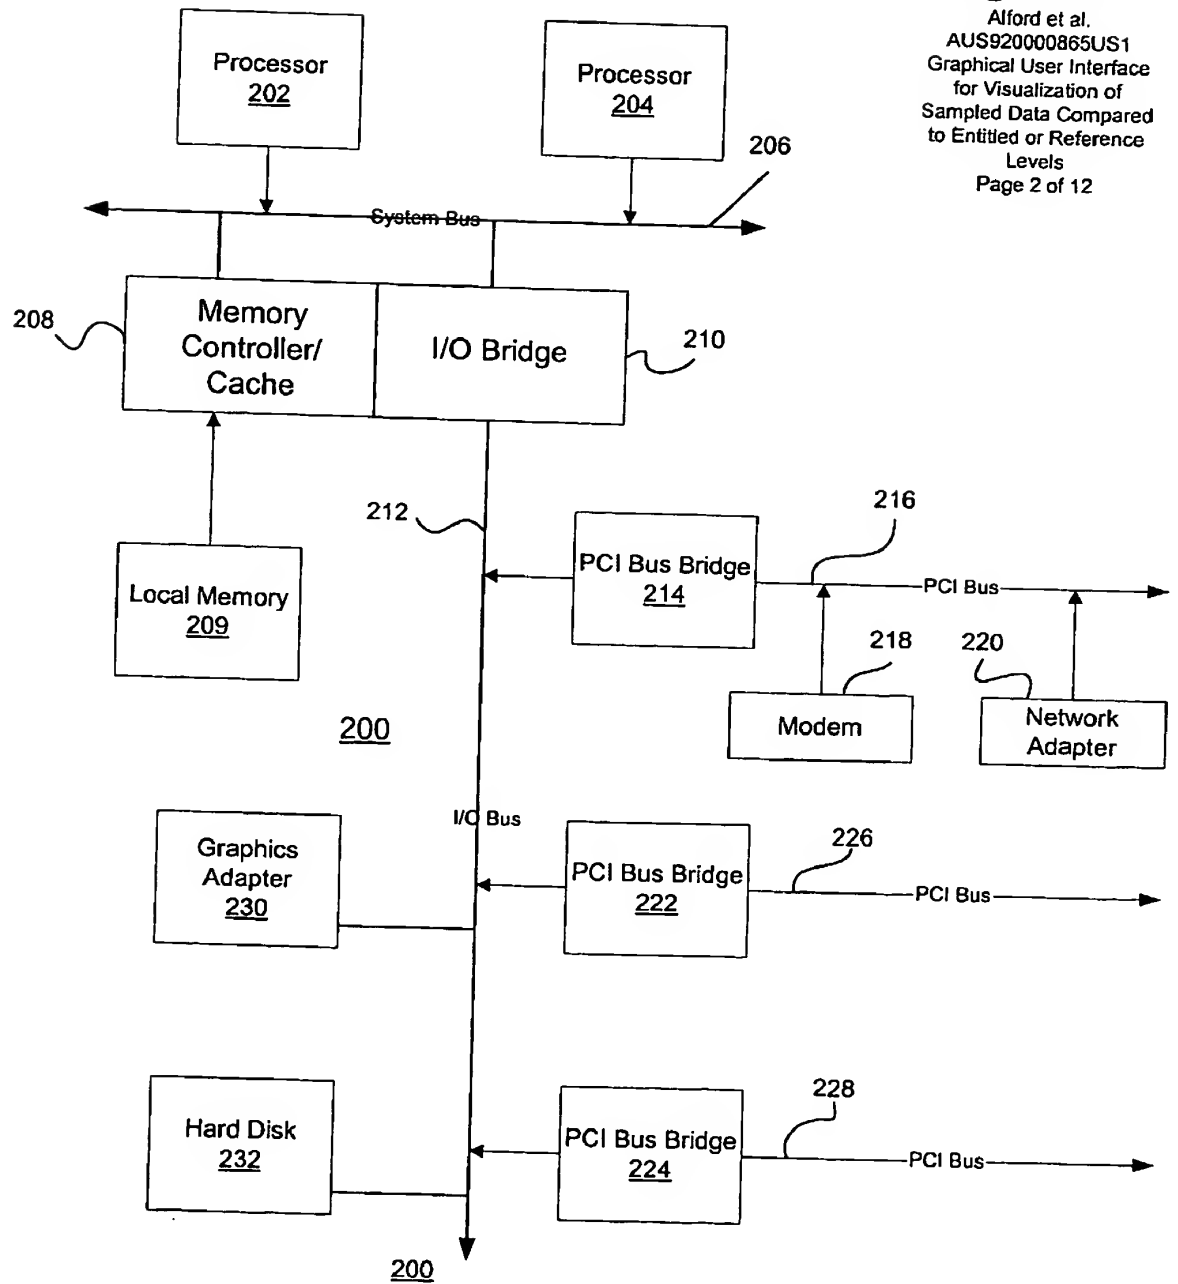 Alford et al.
AUS920000865US1
Graphical User Interface
for Visualization of
Sampled Data Compared
to Entitled or Reference
Levels
Page 2 of 12
Processor
202
Processor
204
206
System Bus
208
Memory
Controller/
Cache
I/O Bridge
210
212
216
PCI Bus Bridge
214
PCI Bus
Local Memory
209
218
220
Modem
Network
Adapter
200
I/O Bus
Graphics
Adapter
230
PCI Bus Bridge
222
226
PCI Bus
Hard Disk
232
PCI Bus Bridge
224
228
PCI Bus
200